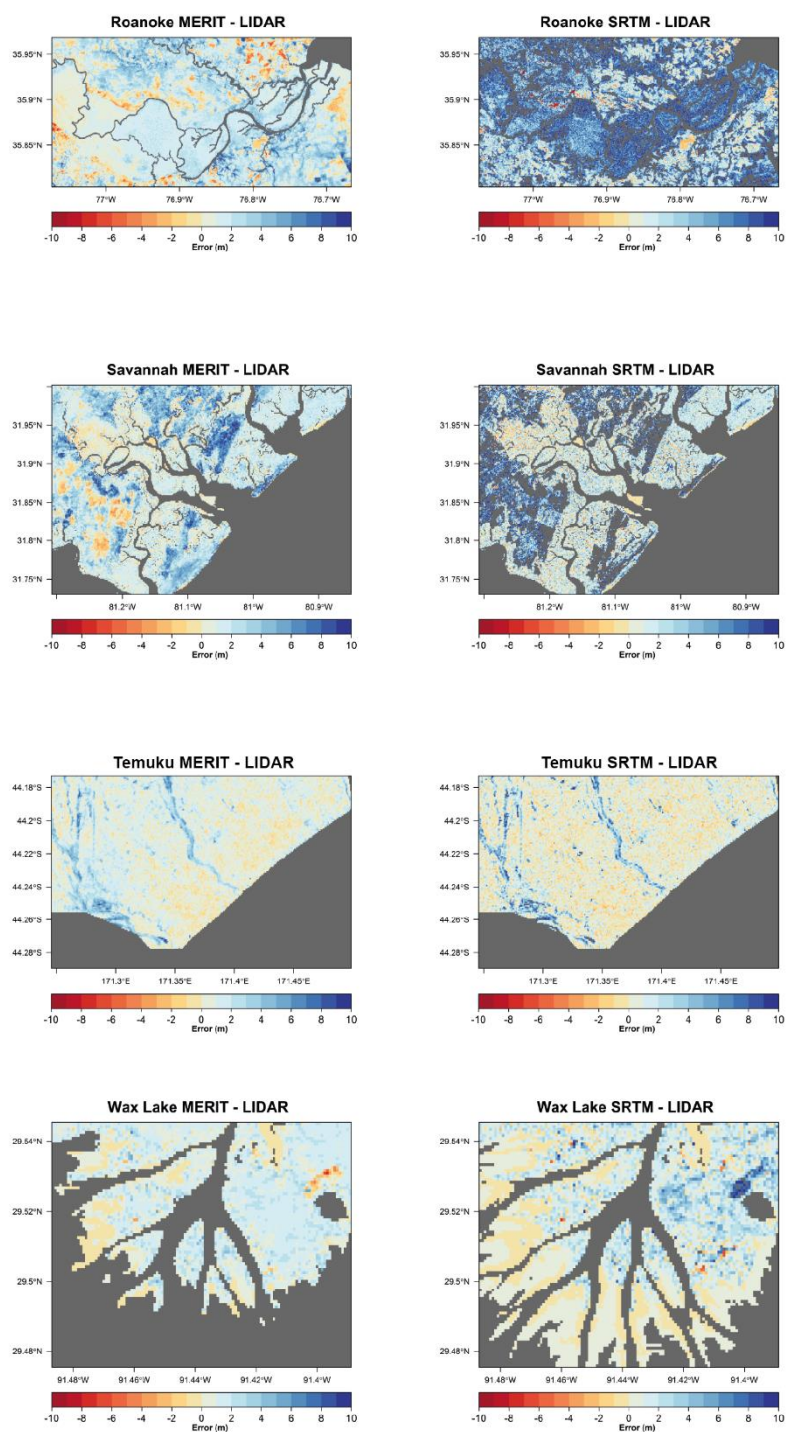 Roanoke MERIT - LIDAR
35.95°N
35.9°N
35.85°N
77°W 76.9°W 76.8°W 76.7°W
-10 -8 -6 -4 -2 0 2 4 6 8 10
Error (m)
Roanoke SRTM - LIDAR
35.95°N
35.9°N
35.85°N
77°W 76.9°W 76.8°W 76.7°W
-10 -8 -6 -4 -2 0 2 4 6 8 10
Error (m)
Savannah MERIT - LIDAR
31.95°N
31.9°N
31.85°N
31.8°N
31.75°N
81.2°W 81.1°W 81°W 80.9°W
-10 -8 -6 -4 -2 0 2 4 6 8 10
Error (m)
Savannah SRTM - LIDAR
31.95°N
31.9°N
31.85°N
31.8°N
31.75°N
81.2°W 81.1°W 81°W 80.9°W
-10 -8 -6 -4 -2 0 2 4 6 8 10
Error (m)
Temuku MERIT - LIDAR
44.18°S
44.2°S
44.22°S
44.24°S
44.26°S
44.28°S
171.3°E 171.35°E 171.4°E 171.45°E
-10 -8 -6 -4 -2 0 2 4 6 8 10
Error (m)
Temuku SRTM - LIDAR
44.18°S
44.2°S
44.22°S
44.24°S
44.26°S
44.28°S
171.3°E 171.35°E 171.4°E 171.45°E
-10 -8 -6 -4 -2 0 2 4 6 8 10
Error (m)
Wax Lake MERIT - LIDAR
29.54°N
29.52°N
29.5°N
29.48°N
91.48°W 91.46°W 91.44°W 91.42°W 91.4°W
-10 -8 -6 -4 -2 0 2 4 6 8 10
Error (m)
Wax Lake SRTM - LIDAR
29.54°N
29.52°N
29.5°N
29.48°N
91.48°W 91.46°W 91.44°W 91.42°W 91.4°W
-10 -8 -6 -4 -2 0 2 4 6 8 10
Error (m)